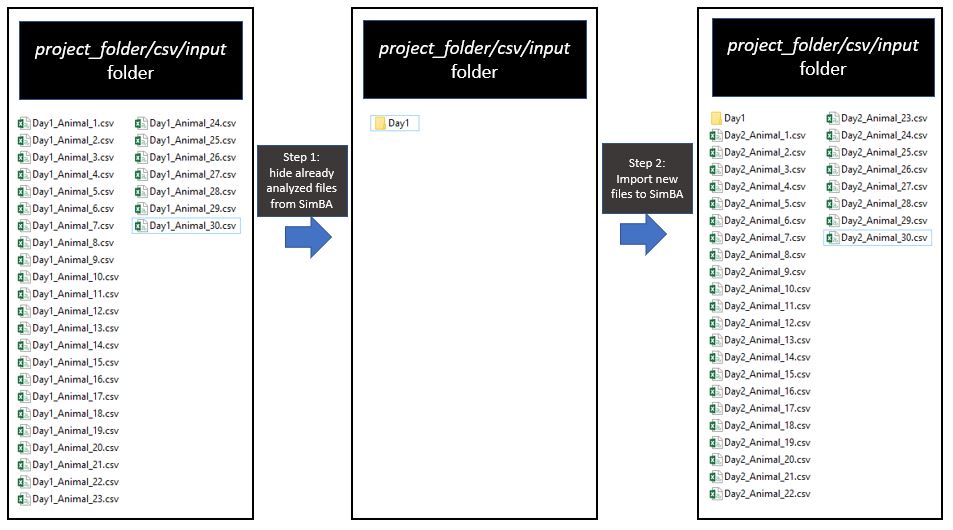 project_folder/csv/input
folder
Day1_Animal_1.csv
Day1_Animal_2.csv
Day1_Animal_3.csv
Day1_Animal_4.csv
Day1_Animal_5.csv
Day1_Animal_6.csv
Day1_Animal_7.csv
Day1_Animal_8.csv
Day1_Animal_9.csv
Day1_Animal_10.csv
Day1_Animal_11.csv
Day1_Animal_12.csv
Day1_Animal_13.csv
Day1_Animal_14.csv
Day1_Animal_15.csv
Day1_Animal_16.csv
Day1_Animal_17.csv
Day1_Animal_18.csv
Day1_Animal_19.csv
Day1_Animal_20.csv
Day1_Animal_21.csv
Day1_Animal_22.csv
Day1_Animal_23.csv
Day1_Animal_24.csv
Day1_Animal_25.csv
Day1_Animal_26.csv
Day1_Animal_27.csv
Day1_Animal_28.csv
Day1_Animal_29.csv
Day1_Animal_30.csv
Step 1:
hide already
analyzed files
from SimBA
project_folder/csv/input
folder
Day1
Step 2:
Import new
files to SimBA
project_folder/csv/input
folder
Day1
Day2_Animal_1.csv
Day2_Animal_2.csv
Day2_Animal_3.csv
Day2_Animal_4.csv
Day2_Animal_5.csv
Day2_Animal_6.csv
Day2_Animal_7.csv
Day2_Animal_8.csv
Day2_Animal_9.csv
Day2_Animal_10.csv
Day2_Animal_11.csv
Day2_Animal_12.csv
Day2_Animal_13.csv
Day2_Animal_14.csv
Day2_Animal_15.csv
Day2_Animal_16.csv
Day2_Animal_17.csv
Day2_Animal_18.csv
Day2_Animal_19.csv
Day2_Animal_20.csv
Day2_Animal_21.csv
Day2_Animal_22.csv
Day2_Animal_23.csv
Day2_Animal_24.csv
Day2_Animal_25.csv
Day2_Animal_26.csv
Day2_Animal_27.csv
Day2_Animal_28.csv
Day2_Animal_29.csv
Day2_Animal_30.csv